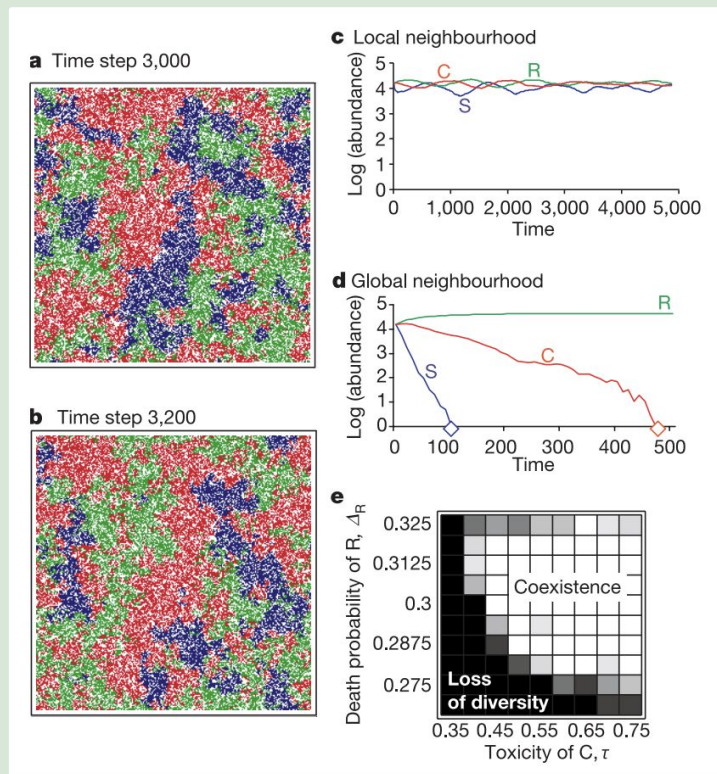 a Time step 3,000
b Time step 3,200
c Local neighbourhood
Log (abundance)
5
4
3
2
1
0
C
R
S
0 1,000 2,000 3,000 4,000 5,000
Time
d Global neighbourhood
Log (abundance)
5
4
3
2
1
0
R
C
S
0 100 200 300 400 500
Time
e
Death probability of R, ΔR
0.325
0.3125
0.3
0.2875
0.275
Coexistence
Loss
of diversity
0.35 0.45 0.55 0.65 0.75
Toxicity of C, τ